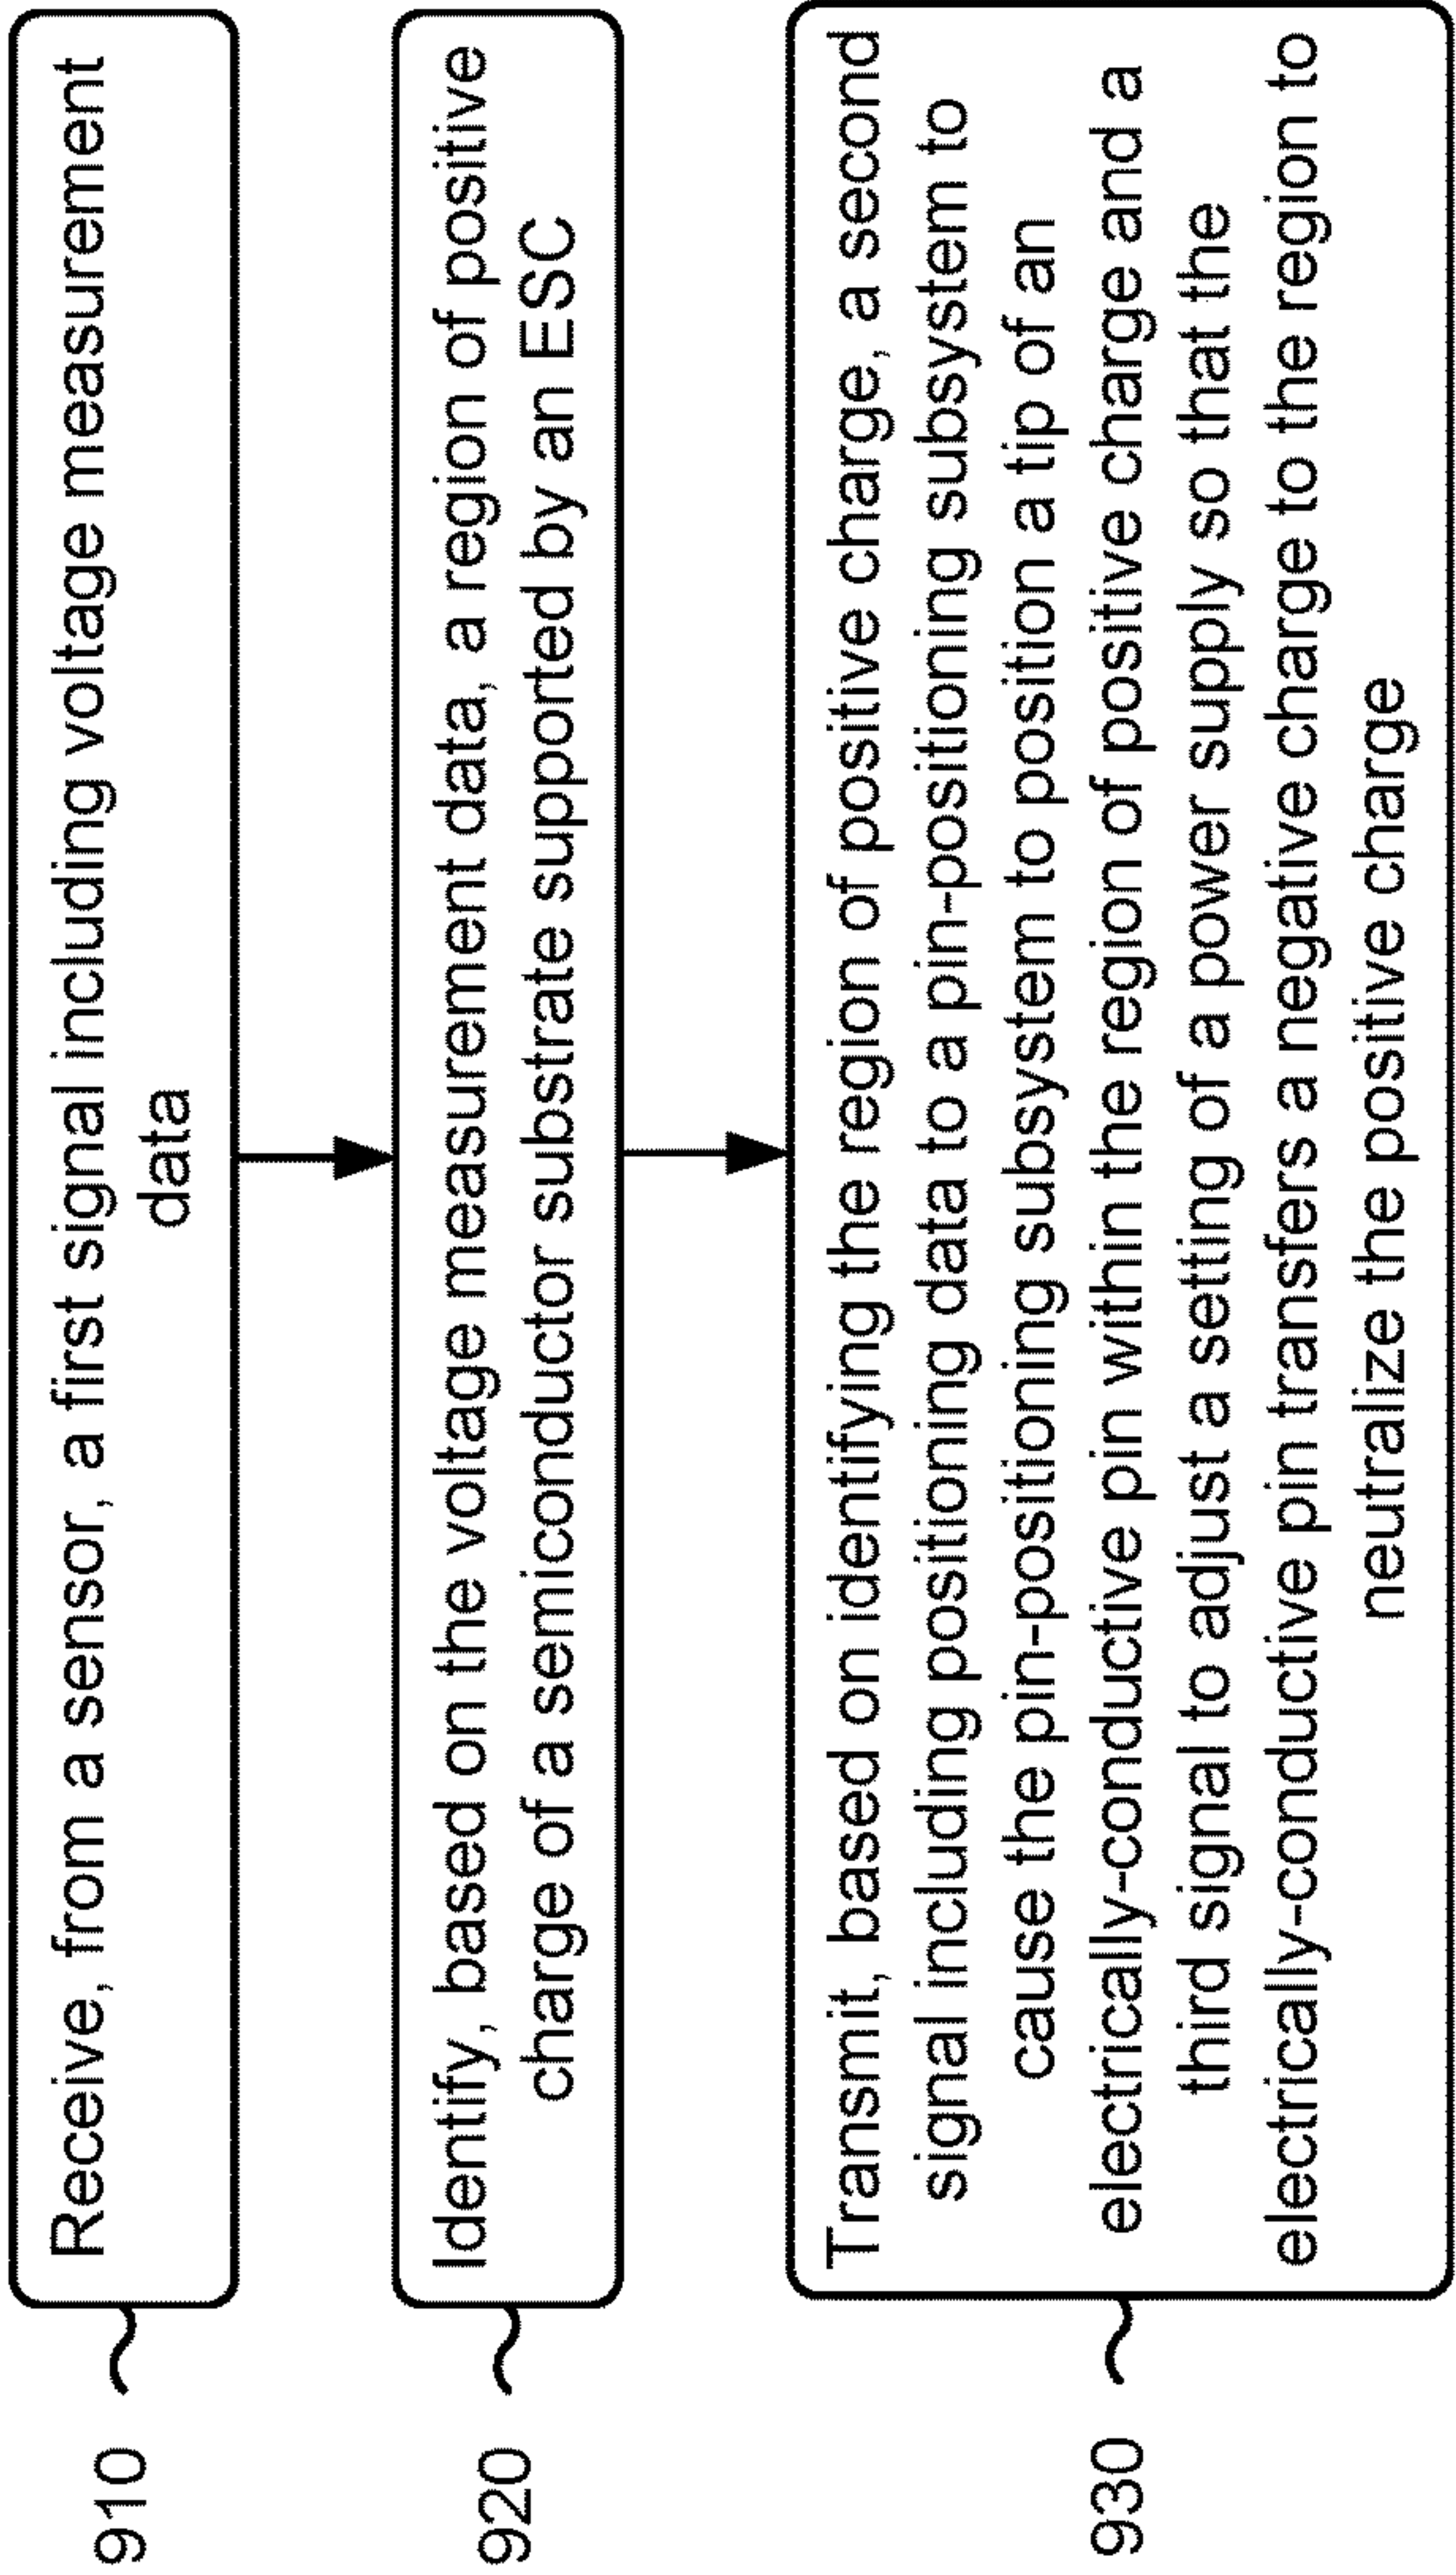 910
Receive, from a sensor, a first signal including voltage measurement
data
920
Identify, based on the voltage measurement data, a region of positive
charge of a semiconductor substrate supported by an ESC
930
Transmit, based on identifying the region of positive charge, a second
signal including positioning data to a pin-positioning subsystem to
cause the pin-positioning subsystem to position a tip of an
electrically-conductive pin within the region of positive charge and a
third signal to adjust a setting of a power supply so that the
electrically-conductive pin transfers a negative charge to the region to
neutralize the positive charge